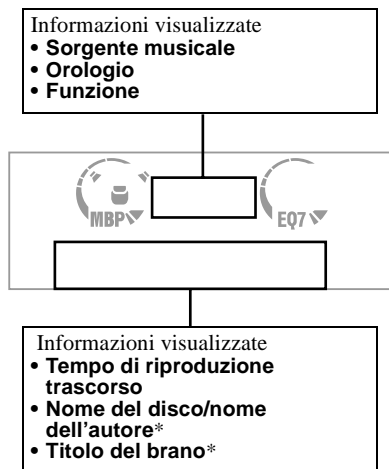 Informazioni visualizzate
• Sorgente musicale
• Orologio
• Funzione
MBP
EQ7
Informazioni visualizzate
• Tempo di riproduzione
trascorso
• Nome del disco/nome
dell'autore*
• Titolo del brano*